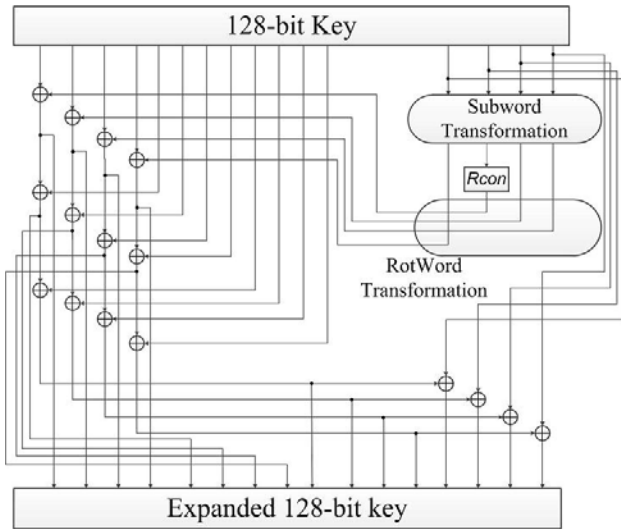 128-bit Key
Subword
Transformation
Rcon
RotWord
Transformation
Expanded 128-bit key